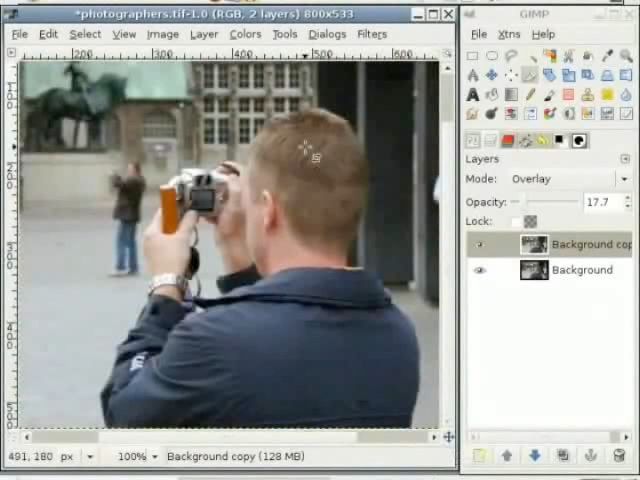 *photographers.tif-1.0 (RGB, 2 layers) 800x533
File Edit Select View Image Layer Colors Tools Dialogs Filters
200 300 400 500 600
491, 180 px 100% Background copy (128 MB)
GIMP
File Xtns Help
Layers
Mode: Overlay
Opacity: 17.7
Lock:
Background cop
Background